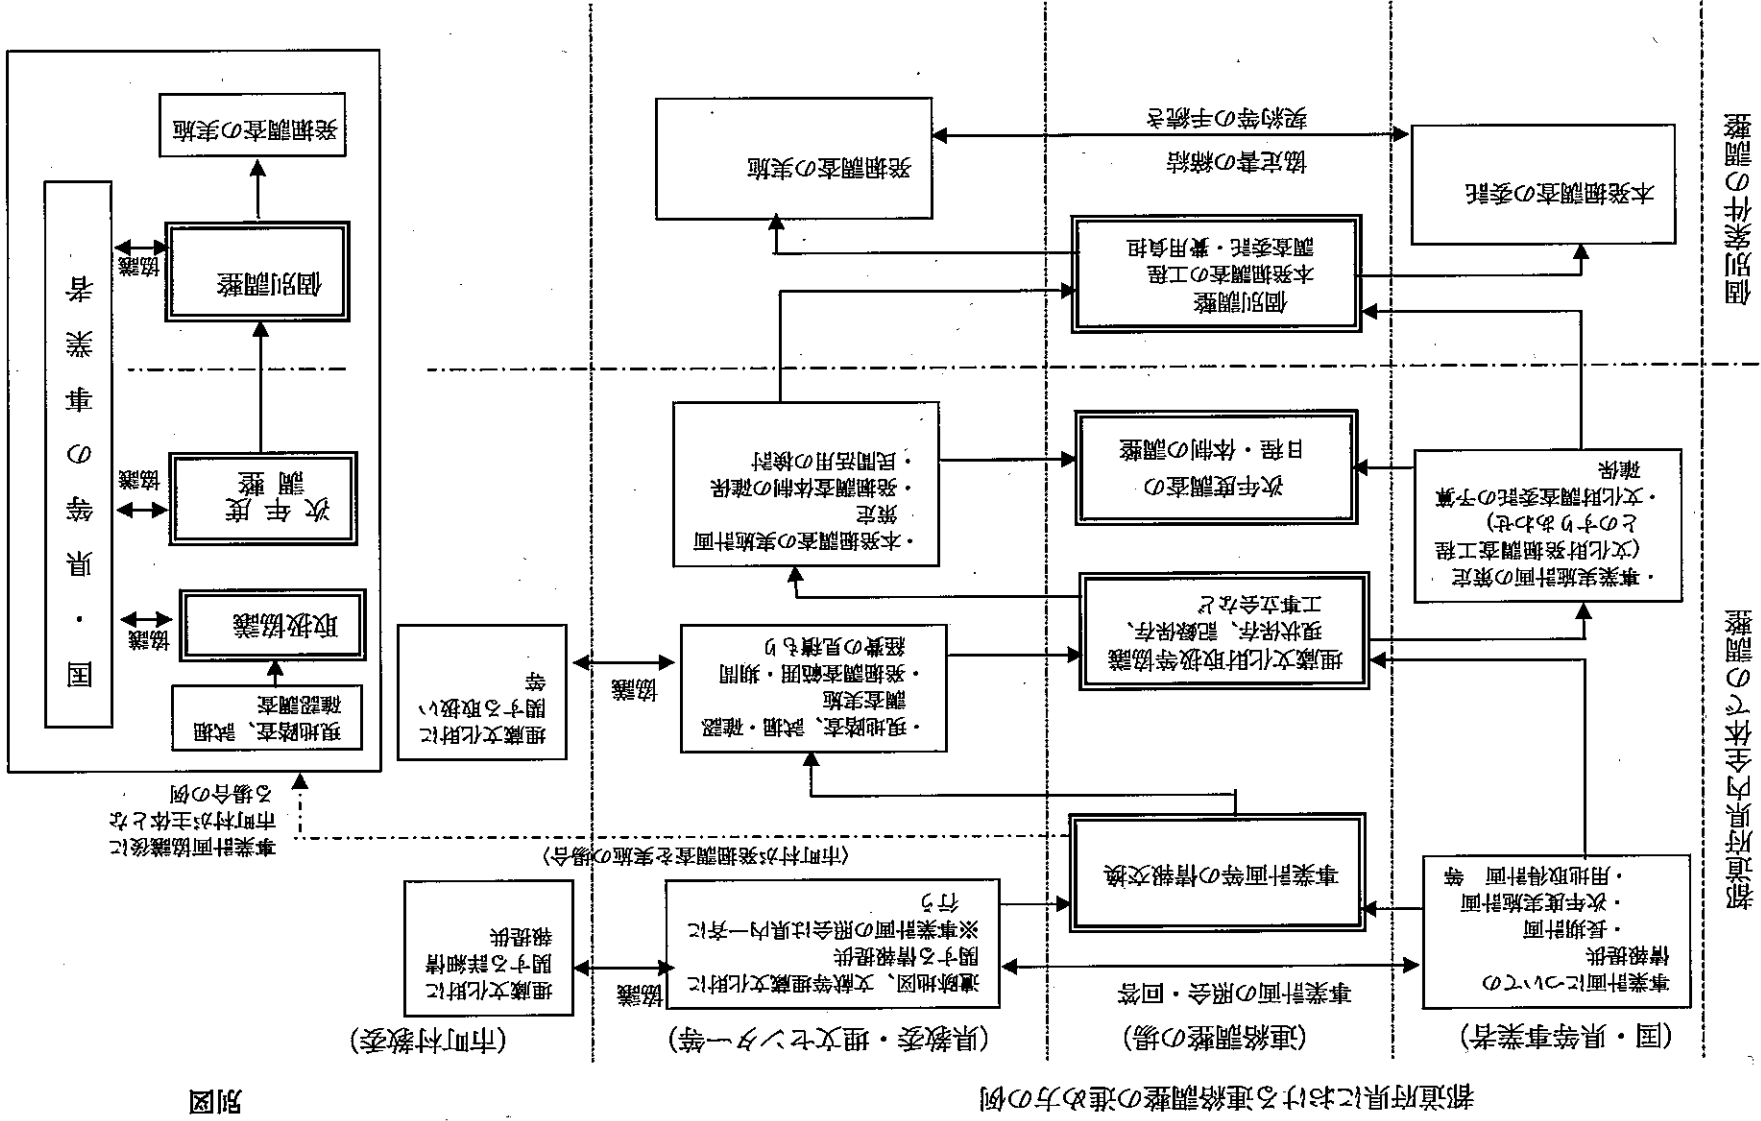 別図
都道府県における連絡調整の進め方の例
(国・県等事業者)
(連絡調整の場)
(県教委・埋文センター等)
(市町村教委)
都道府県内全体での調整
個別案件の調整
事業計画についての
情報提供
・長期計画
・次年度実施計画
・用地取得計画 等
事業計画の照会・回答
遺跡地図、文献等埋蔵文化財に
関する情報提供
※事業計画の照会は県内一斉に
行う
協議
埋蔵文化財に
関する詳細情
報提供
事業計画等の情報交換
〈市町村が発掘調査を実施の場合〉
事業計画協議後に
市町村が主体とな
る場合の例
・現地踏査、試掘・確認
調査実施
・発掘調査範囲・期間
経費の見積もり
協議
埋蔵文化財に
関する取扱い
等
埋蔵文化財取扱等協議
現状保存、記録保存、
工事立会など
・事業実施計画の策定
(文化財発掘調査工程
とのすりあわせ)
・文化財調査委託の予算
確保
次年度調査の
日程・体制の調整
・本発掘調査の実施計画
策定
・発掘調査体制の確保
・民間活用の検討
個別調整
本発掘調査の工程
調査委託・費用負担
本発掘調査の委託
協定書の締結
契約等の手続き
発掘調査の実施
現地踏査、試掘
確認調査
取扱協議
協議
次年度
調整
協議
個別調整
協議
発掘調査の実施
国・県等の事業者